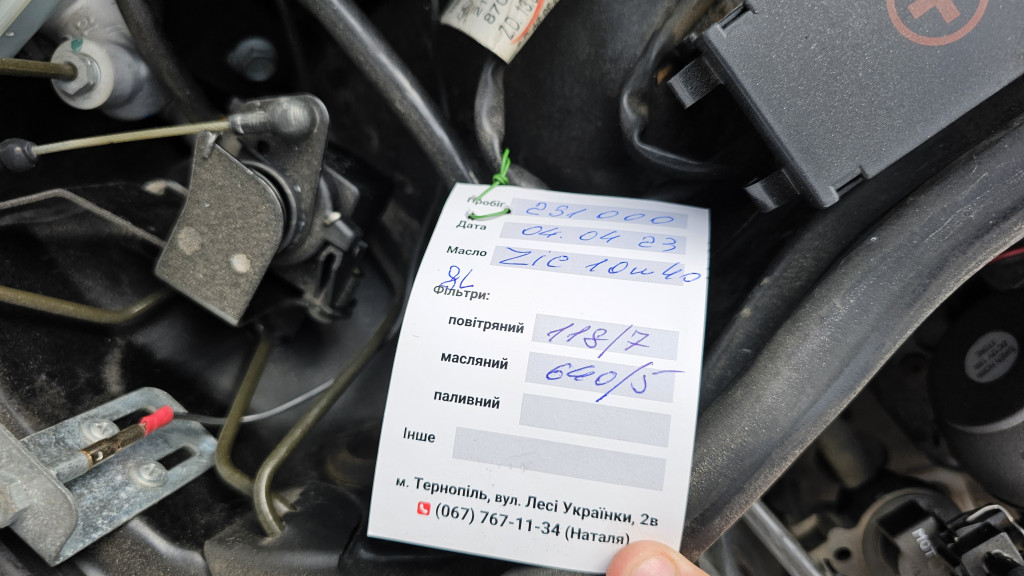 Пробіг 251 000
Дата 04. 04 23
Масло Zic 10w40
8L
Фільтри:
повітряний 118/7
масляний 640/5
паливний
Інше
м. Тернопіль, вул. Лесі Українки, 2в
(067) 767-11-34 (Наталя)